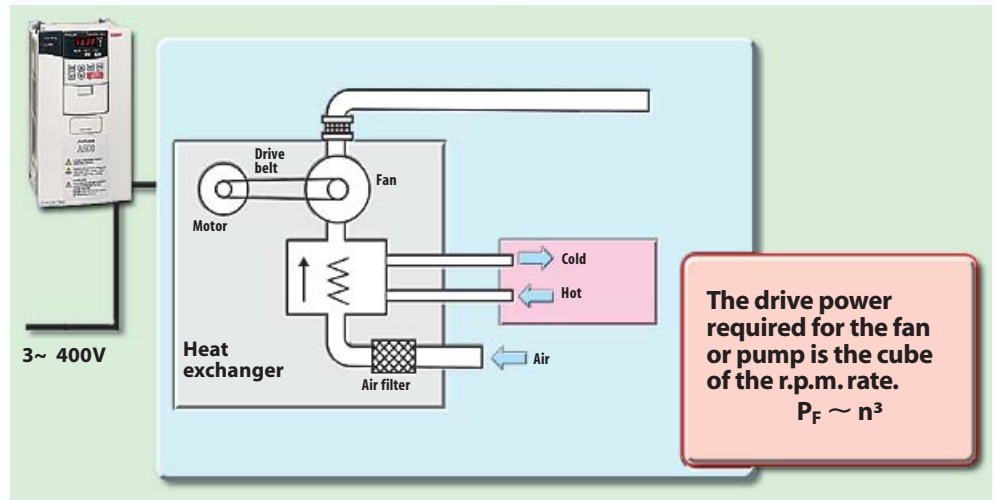 A500
3~ 400V
Drive
belt
Fan
Motor
Cold
Hot
Heat
exchanger
Air filter
Air
The drive power
required for the fan
or pump is the cube
of the r.p.m. rate.
P_F ∼ n³